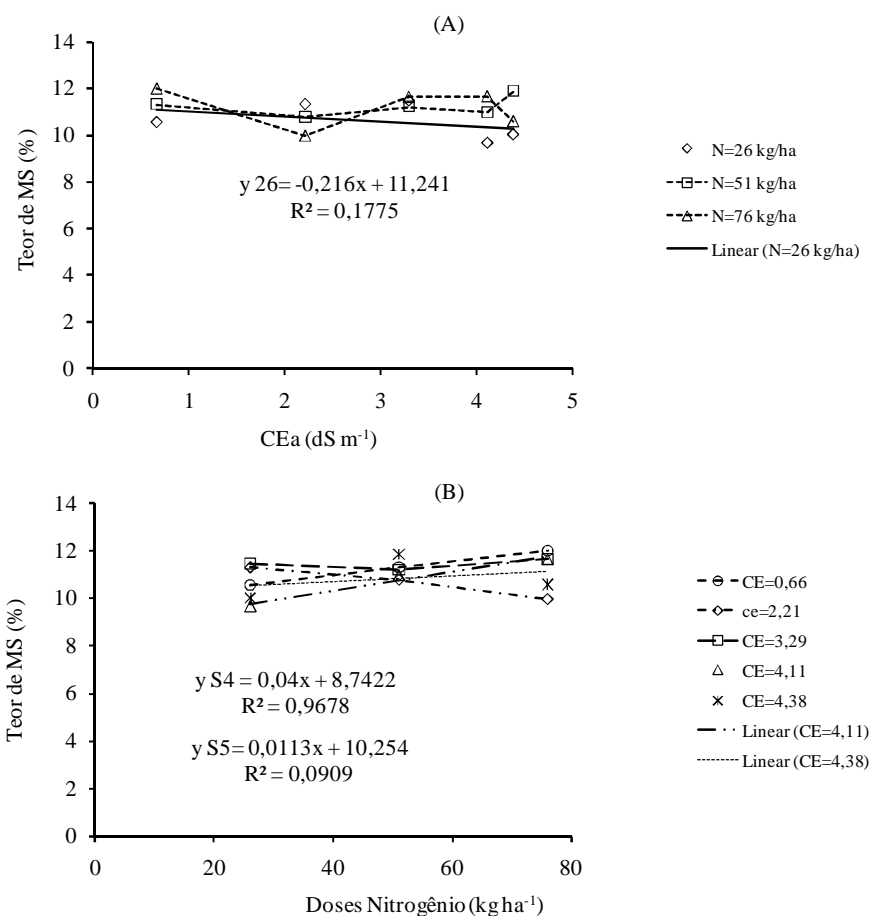 (A)
14
12
10
8
6
4
2
0
Teor de MS (%)
y 26= -0,216x + 11,241
R² = 0,1775
0 1 2 3 4 5
CEa (dS m⁻¹)
N=26 kg/ha
N=51 kg/ha
N=76 kg/ha
Linear (N=26 kg/ha)
(B)
14
12
10
8
6
4
2
0
Teor de MS (%)
y S4 = 0,04x + 8,7422
R² = 0,9678
y S5= 0,0113x + 10,254
R² = 0,0909
0 20 40 60 80
Doses Nitrogênio (kg ha⁻¹)
CE=0,66
ce=2,21
CE=3,29
CE=4,11
CE=4,38
Linear (CE=4,11)
Linear (CE=4,38)